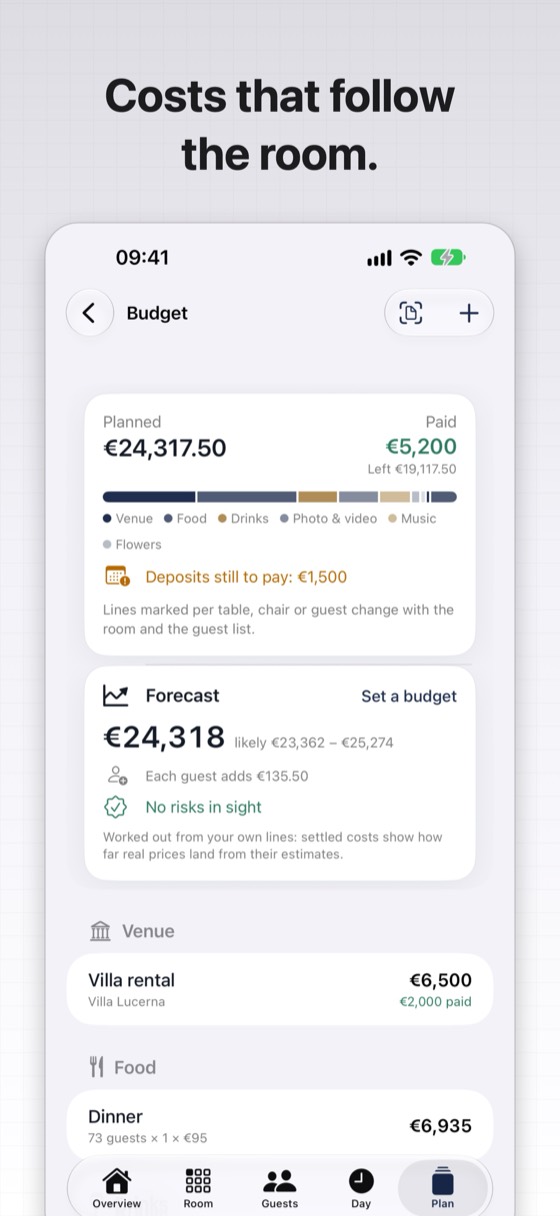 Costs that follow
the room.
09:41
Budget
Planned
Paid
€24,317.50
€5,200
Left €19,117.50
Venue
Food
Drinks
Photo & video
Music
Flowers
Deposits still to pay: €1,500
Lines marked per table, chair or guest change with the
room and the guest list.
Forecast
Set a budget
€24,318 likely €23,362 – €25,274
Each guest adds €135.50
No risks in sight
Worked out from your own lines: settled costs show how
far real prices land from their estimates.
Venue
Villa rental
€6,500
Villa Lucerna
€2,000 paid
Food
Dinner
€6,935
73 guests × 1 × €95
Overview
Room
Guests
Day
Plan